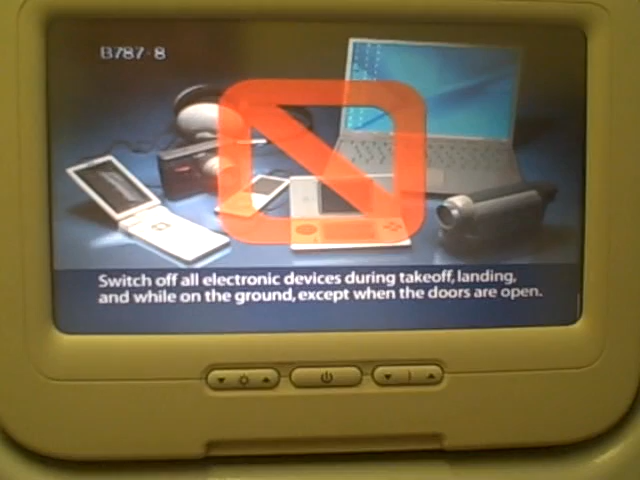 B787-8
Switch off all electronic devices during takeoff, landing,
and while on the ground, except when the doors are open.